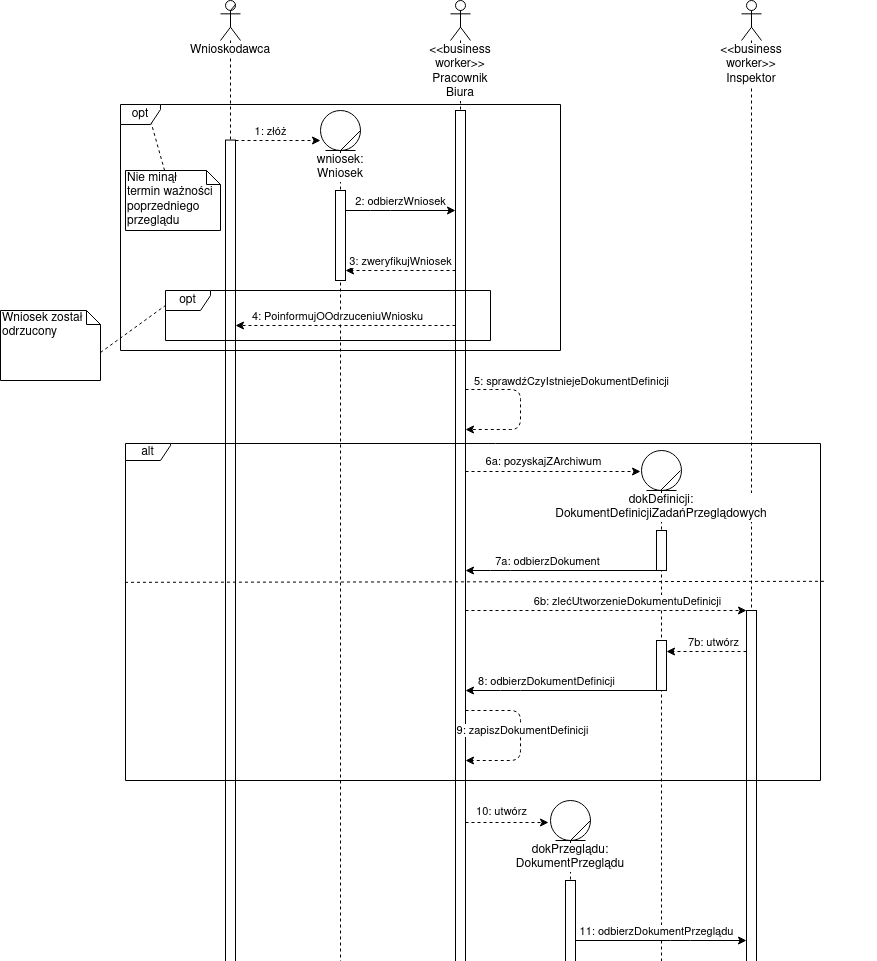 Wnioskodawca
<<business
worker>>
Pracownik
Biura
<<business
worker>>
Inspektor
opt
1: złóż
wniosek:
Wniosek
Nie minął
termin ważności
poprzedniego
przeglądu
2: odbierzWniosek
3: zweryfikujWniosek
opt
Wniosek został
odrzucony
4: PoinformujOOdrzuceniuWniosku
5: sprawdźCzyIstniejeDokumentDefinicji
alt
6a: pozyskajZArchiwum
dokDefinicji:
DokumentDefinicjiZadańPrzeglądowych
7a: odbierzDokument
6b: zlećUtworzenieDokumentuDefinicji
7b: utwórz
8: odbierzDokumentDefinicji
9: zapiszDokumentDefinicji
10: utwórz
dokPrzeglądu:
DokumentPrzeglądu
11: odbierzDokumentPrzeglądu